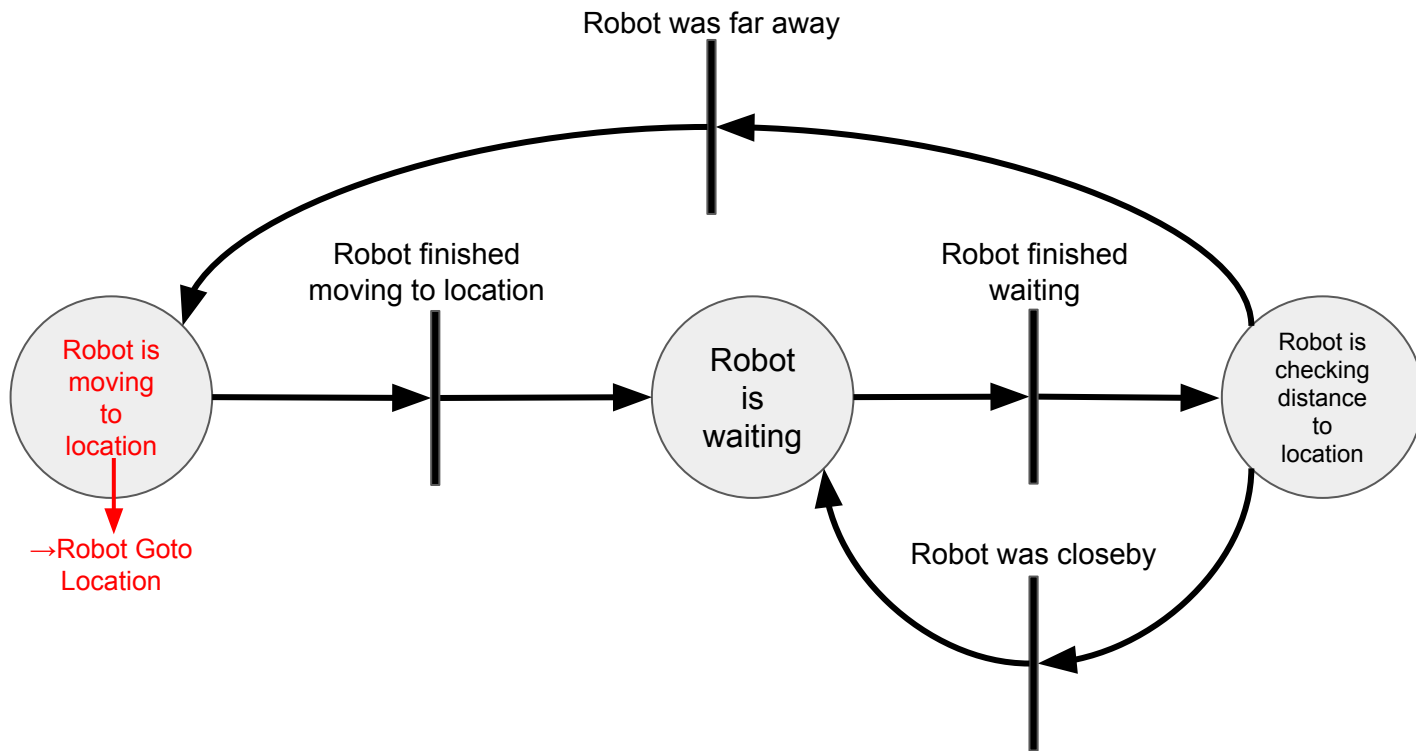 Robot was far away
Robot finished
moving to location
Robot finished
waiting
Robot is
moving
to
location
Robot
is
waiting
Robot is
checking
distance
to
location
→Robot Goto
Location
Robot was closeby